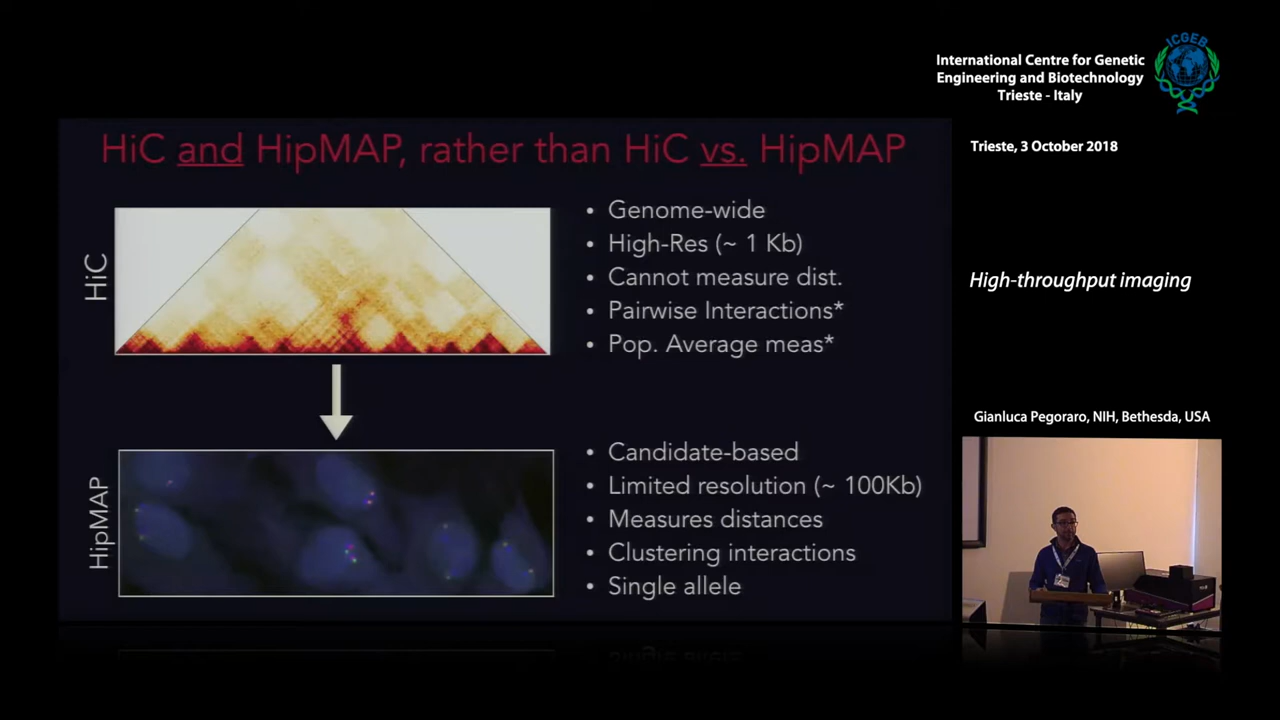 ICGEB
International Centre for Genetic
Engineering and Biotechnology
Trieste - Italy
HiC and HipMAP, rather than HiC vs. HipMAP
Trieste, 3 October 2018
HiC
• Genome-wide
• High-Res (~ 1 Kb)
• Cannot measure dist.
• Pairwise Interactions*
• Pop. Average meas*
High-throughput imaging
Gianluca Pegoraro, NIH, Bethesda, USA
HipMAP
• Candidate-based
• Limited resolution (~ 100Kb)
• Measures distances
• Clustering interactions
• Single allele